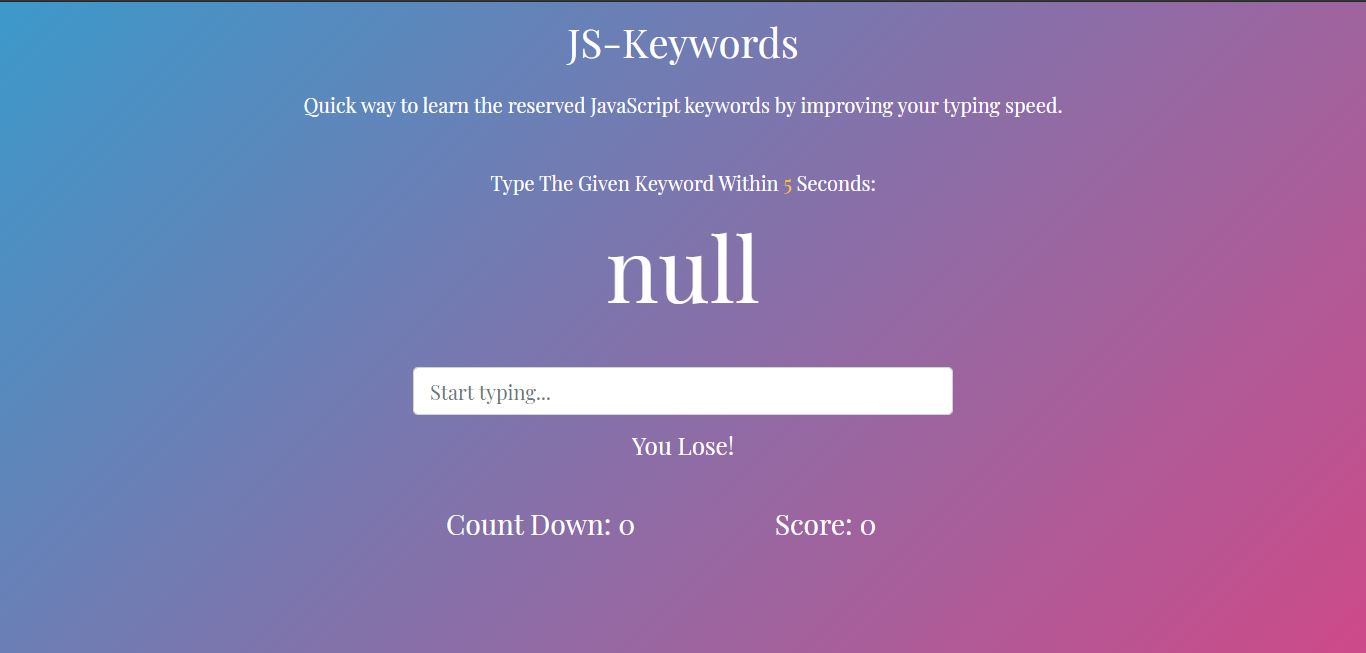 JS-Keywords
Quick way to learn the reserved JavaScript keywords by improving your typing speed.
Type The Given Keyword Within 5 Seconds:
null
Start typing...
You Lose!
Count Down: 0 Score: 0